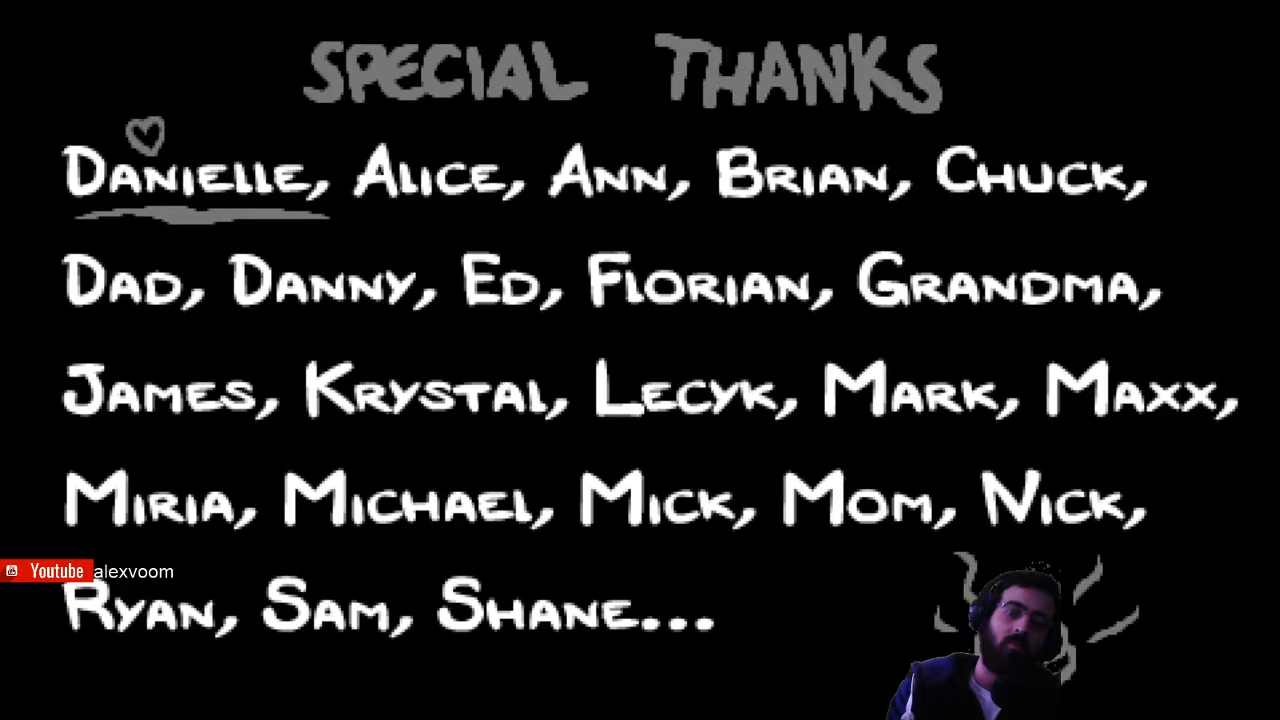 SPECIAL THANKS
DANIELLE, ALICE, ANN, BRIAN, CHUCK,
DAD, DANNY, ED, FLORIAN, GRANDMA,
JAMES, KRYSTAL, LECYK, MARK, MAXX,
MIRIA, MICHAEL, MICK, MOM, NICK,
Youtube alexvoom
RYAN, SAM, SHANE...